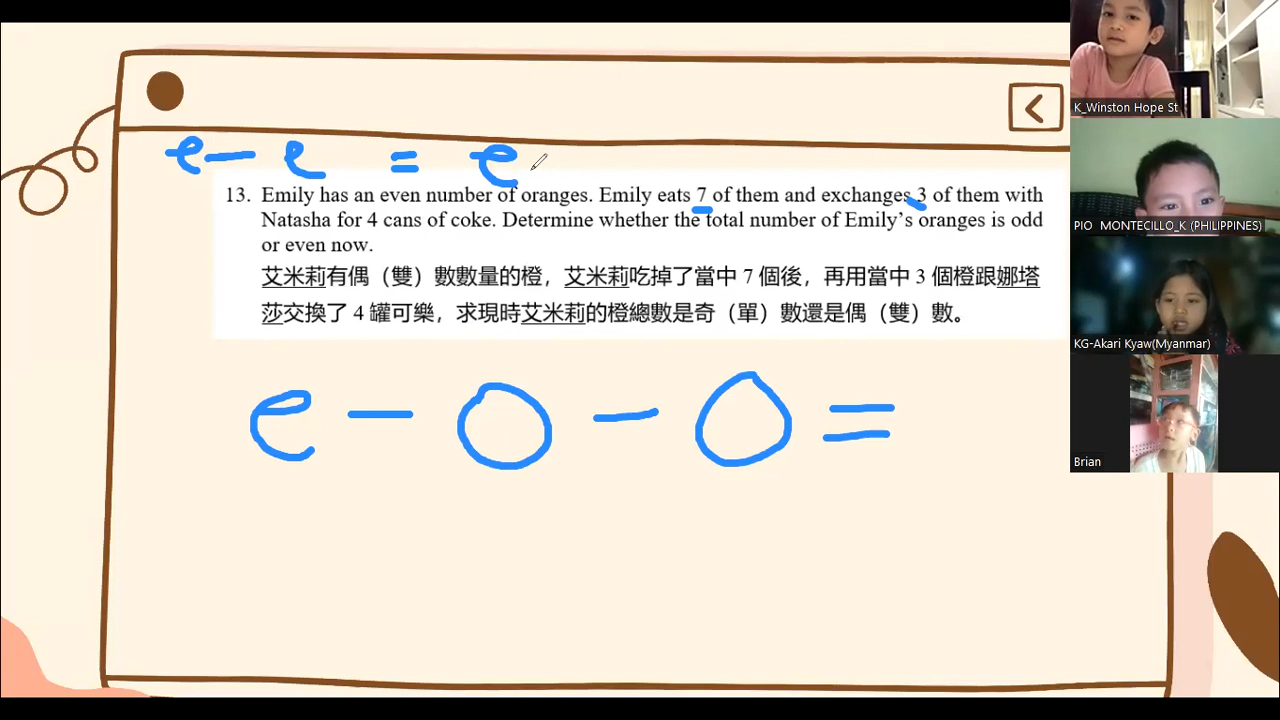 e - e = e
13. Emily has an even number of oranges. Emily eats 7 of them and exchanges 3 of them with
Natasha for 4 cans of coke. Determine whether the total number of Emily's oranges is odd
or even now.
艾米莉有偶（雙）數數量的橙，艾米莉吃掉了當中 7 個後，再用當中 3 個橙跟娜塔
莎交換了 4 罐可樂，求現時艾米莉的橙總數是奇（單）數還是偶（雙）數。
e - o - o =
K_Winston Hope St
PIO MONTECILLO_K (PHILIPPINES)
KG-Akari Kyaw(Myanmar)
Brian